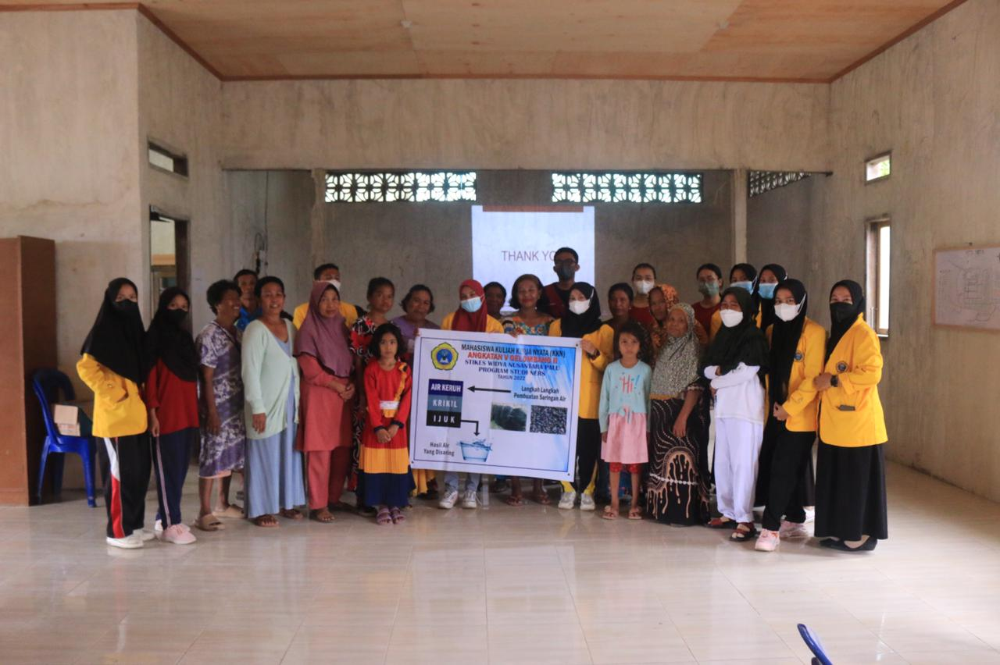 THANK YO
MAHASISWA KULIAH KERJA NYATA (KKN)
ANGKATAN V GELOMBANG II
STIKES WIDYA NUSANTARA PALU
PROGRAM STUDI NERS
TAHUN 2022
AIR KERUH
KRIKIL
IJUK
Langkah Langkah
Pembuatan Saringan Air
Hasil Air
Yang Disaring
Hi!